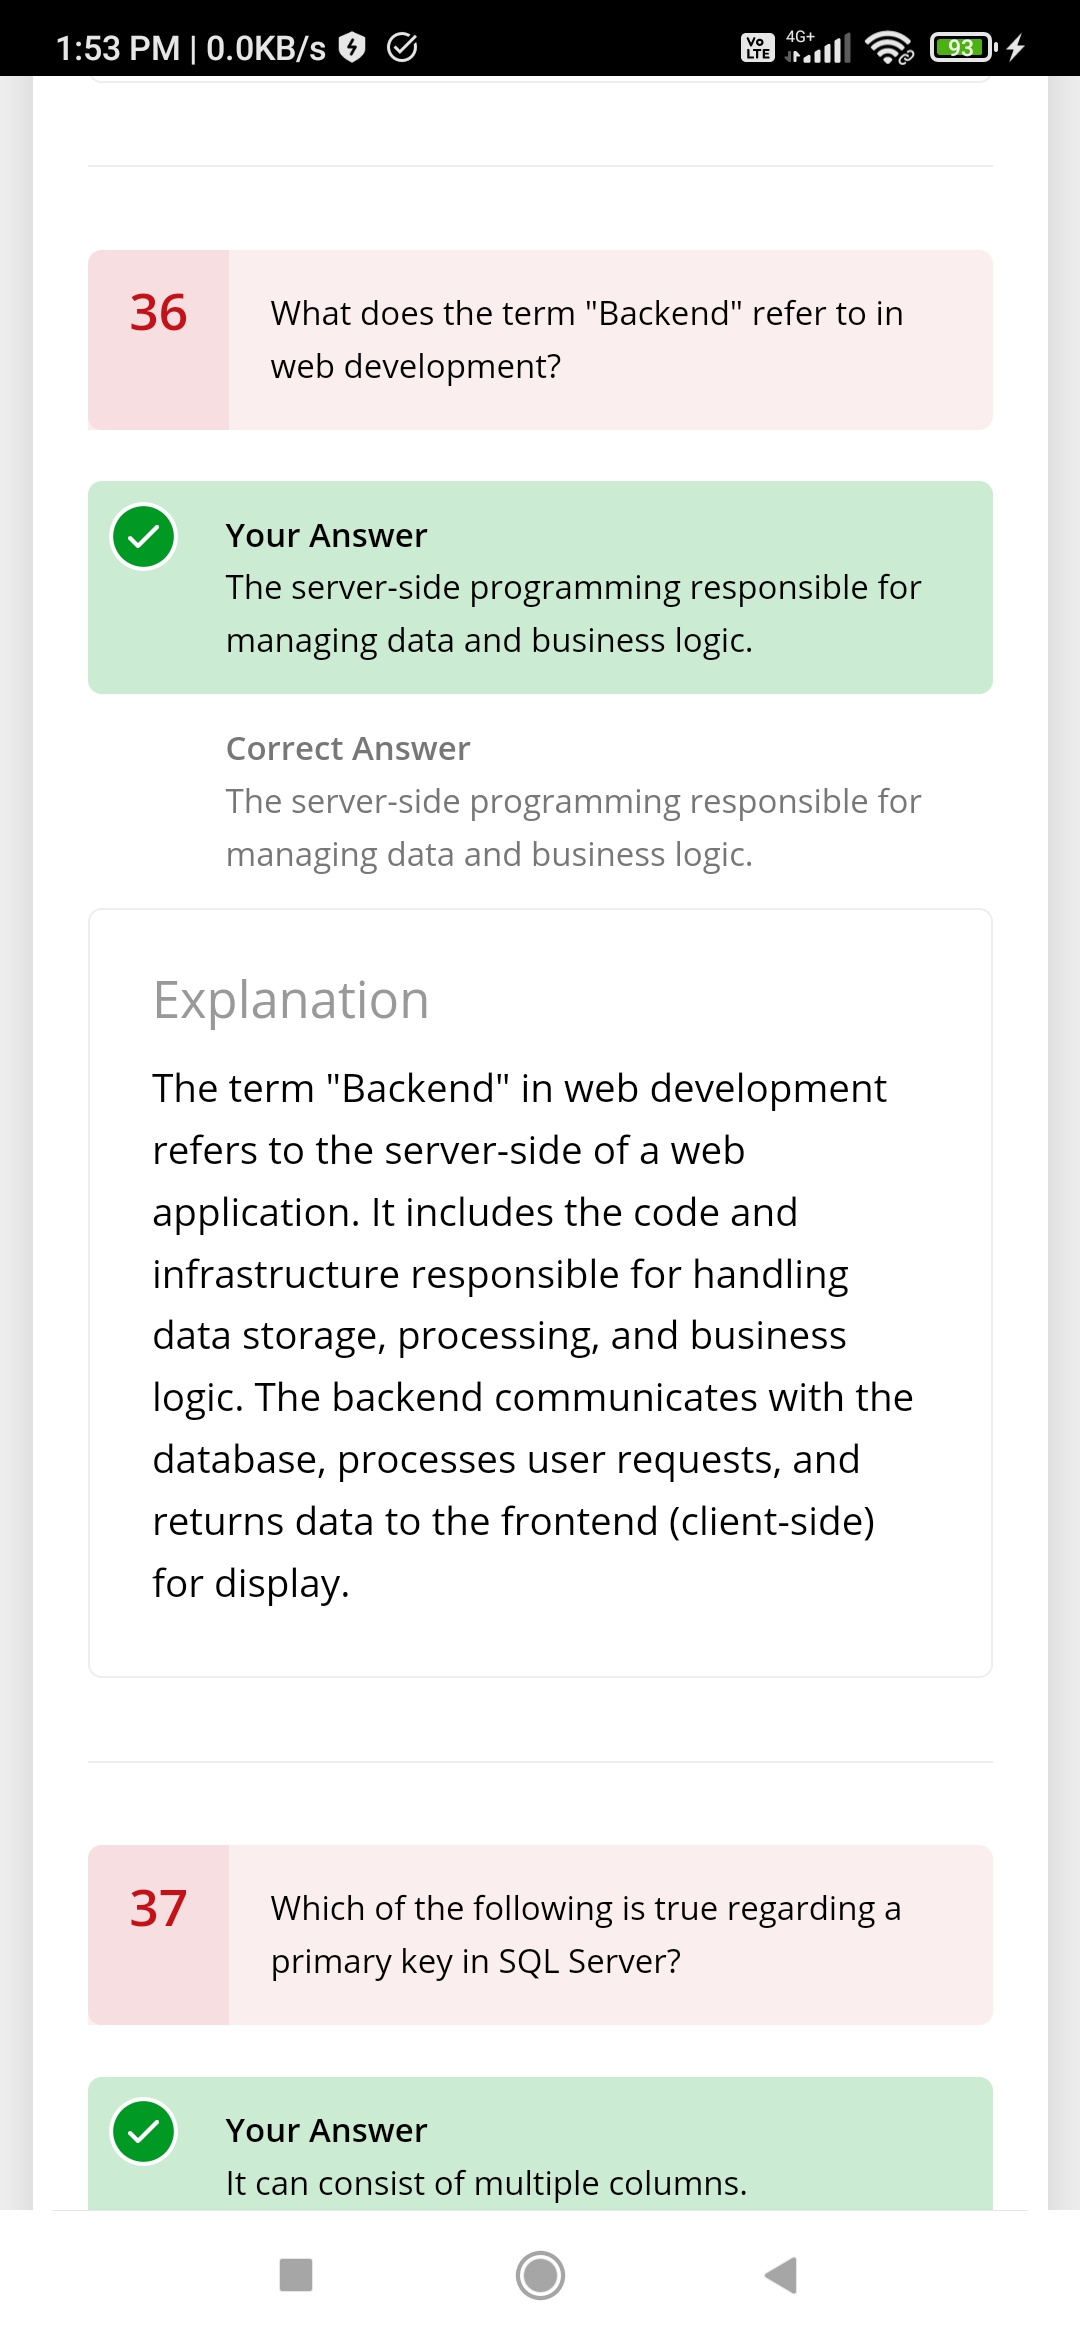 1:53 PM | 0.0KB/s
Vo LTE 4G+ 93
36
What does the term "Backend" refer to in
web development?
Your Answer
The server-side programming responsible for
managing data and business logic.
Correct Answer
The server-side programming responsible for
managing data and business logic.
Explanation
The term "Backend" in web development
refers to the server-side of a web
application. It includes the code and
infrastructure responsible for handling
data storage, processing, and business
logic. The backend communicates with the
database, processes user requests, and
returns data to the frontend (client-side)
for display.
37
Which of the following is true regarding a
primary key in SQL Server?
Your Answer
It can consist of multiple columns.